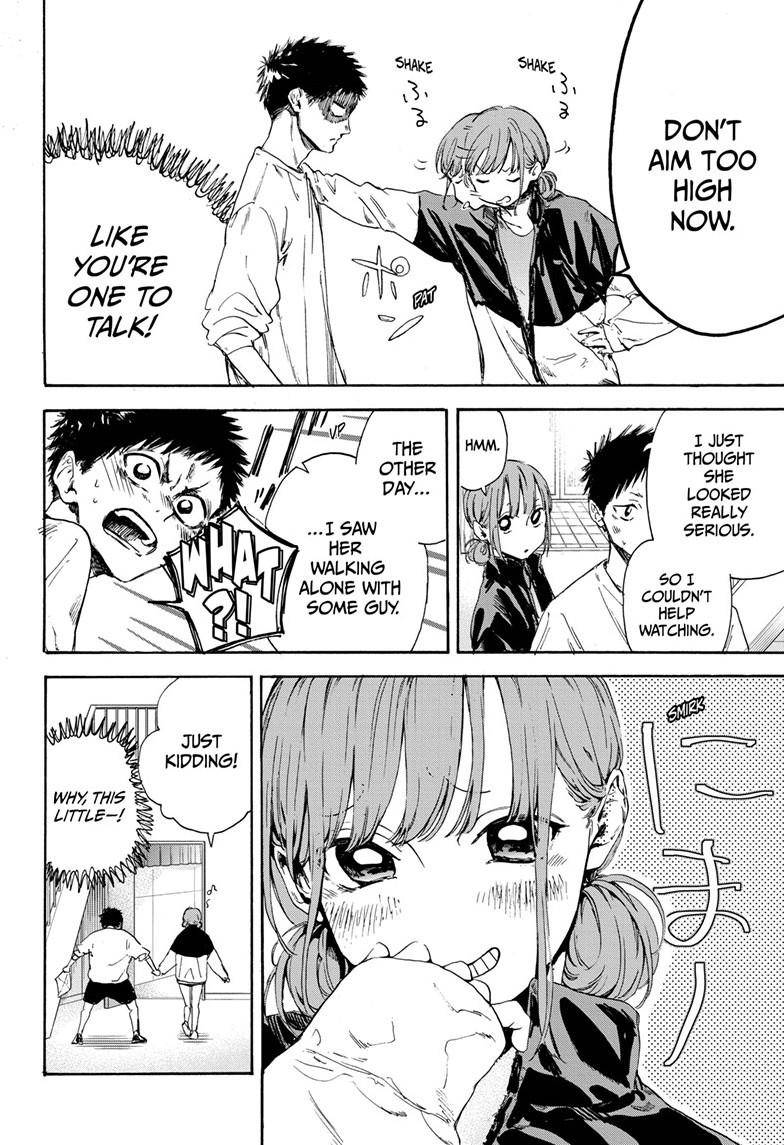 DON'T
AIM TOO
HIGH
NOW.
SHAKE
ふる
SHAKE
ふる
ポン
PAT
LIKE
YOU'RE
ONE TO
TALK!
I JUST
THOUGHT
SHE
LOOKED
REALLY
SERIOUS.
SO I
COULDN'T
HELP
WATCHING.
HMM.
THE
OTHER
DAY...
...I SAW
HER
WALKING
ALONE WITH
SOME GUY.
VIP
WHAT
?!
SMIRK
にまー
JUST
KIDDING!
WHY, THIS
LITTLE—!